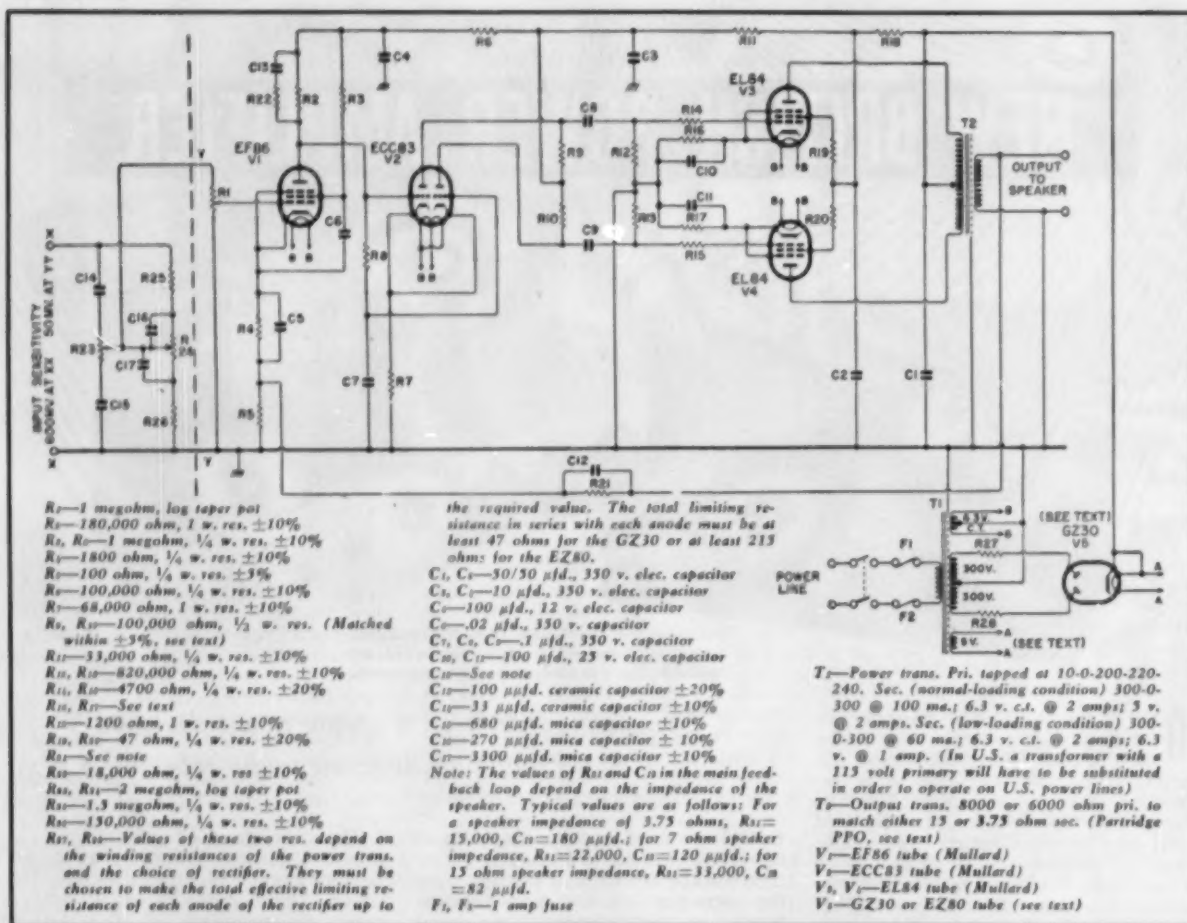 R6
R11
R18
C4
C3
C13
R22
R2
R3
EL84
V3
C8
R14
R16
EF86
V1
ECC83
V2
T2
R1
R9
R12
C10
R19
OUTPUT
TO
SPEAKER
C6
B B
C11
R10
R13
R17
R20
R8
C9
R15
EL84
V4
C14
R25
C16
R4
C5
R23
C17
R26
C15
R5
C7
R7
C2
C1
INPUT SENSITIVITY
600MV AT XX 50MV AT YY
X
X
Y
Y
C12
R21
T1
6.3V.
C.T.
B
B
(SEE TEXT)
GZ30
V5
R27
F1
POWER
LINE
300V.
300V.
F2
R28
A
A
A
A
(SEE TEXT)
R1—1 megohm, log taper pot
R2—180,000 ohm, 1 w. res. ±10%
R3, R8—1 megohm, ¼ w. res. ±10%
R4—1800 ohm, ¼ w. res. ±10%
R5—100 ohm, ¼ w. res. ±5%
R6—100,000 ohm, ¼ w. res. ±10%
R7—68,000 ohm, 1 w. res. ±10%
R9, R10—100,000 ohm, ½ w. res. (Matched
within ±5%, see text)
R11—33,000 ohm, ¼ w. res. ±10%
R12, R13—820,000 ohm, ¼ w. res. ±10%
R14, R15—4700 ohm, ¼ w. res. ±20%
R16, R17—See text
R18—1200 ohm, 1 w. res. ±10%
R19, R20—47 ohm, ¼ w. res. ±20%
R21—See note
R22—18,000 ohm, ¼ w. res. ±10%
R23, R24—2 megohm, log taper pot
R25—1.5 megohm, ¼ w. res. ±10%
R26—150,000 ohm, ¼ w. res. ±10%
R27, R28—Values of these two res. depend on
the winding resistances of the power trans.
and the choice of rectifier. They must be
chosen to make the total effective limiting re-
sistance of each anode of the rectifier up to
the required value. The total limiting re-
sistance in series with each anode must be at
least 47 ohms for the GZ30 or at least 215
ohms for the EZ80.
C1, C2—50/50 μfd., 350 v. elec. capacitor
C3, C4—10 μfd., 350 v. elec. capacitor
C5—100 μfd., 12 v. elec. capacitor
C6—.02 μfd., 350 v. capacitor
C7, C8, C9—.1 μfd., 350 v. capacitor
C10, C11—100 μfd., 25 v. elec. capacitor
C12—See note
C13—100 μμfd. ceramic capacitor ±20%
C14—33 μμfd. ceramic capacitor ±10%
C15—680 μμfd. mica capacitor ±10%
C16—270 μμfd. mica capacitor ± 10%
C17—3300 μμfd. mica capacitor ±10%
Note: The values of R21 and C12 in the main feed-
back loop depend on the impedance of the
speaker. Typical values are as follows: For
a speaker impedance of 3.75 ohms, R21=
15,000, C12=180 μμfd.; for 7 ohm speaker
impedance, R21=22,000, C12=120 μμfd.; for
15 ohm speaker impedance, R21=33,000, C12
=82 μμfd.
F1, F2—1 amp fuse
T1—Power trans. Pri. tapped at 10-0-200-220-
240. Sec. (normal-loading condition) 300-0-
300 @ 100 ma.; 6.3 v. c.t. @ 2 amps; 5 v.
@ 2 amps. Sec. (low-loading condition) 300-
0-300 @ 60 ma.; 6.3 v. c.t. @ 2 amps; 6.3
v. @ 1 amp. (In U.S. a transformer with a
115 volt primary will have to be substituted
in order to operate on U.S. power lines)
T2—Output trans. 8000 or 6000 ohm pri. to
match either 15 or 3.75 ohm sec. (Partridge
PPO, see text)
V1—EF86 tube (Mullard)
V2—ECC83 tube (Mullard)
V3, V4—EL84 tube (Mullard)
V5—GZ30 or EZ80 tube (see text)